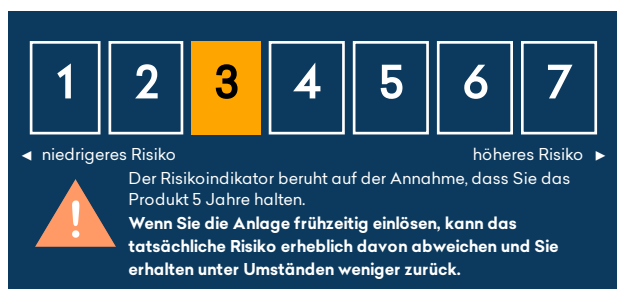 1 2 3 4 5 6 7
◄ niedrigeres Risiko höheres Risiko ►
Der Risikoindikator beruht auf der Annahme, dass Sie das
Produkt 5 Jahre halten.
Wenn Sie die Anlage frühzeitig einlösen, kann das
tatsächliche Risiko erheblich davon abweichen und Sie
erhalten unter Umständen weniger zurück.
!